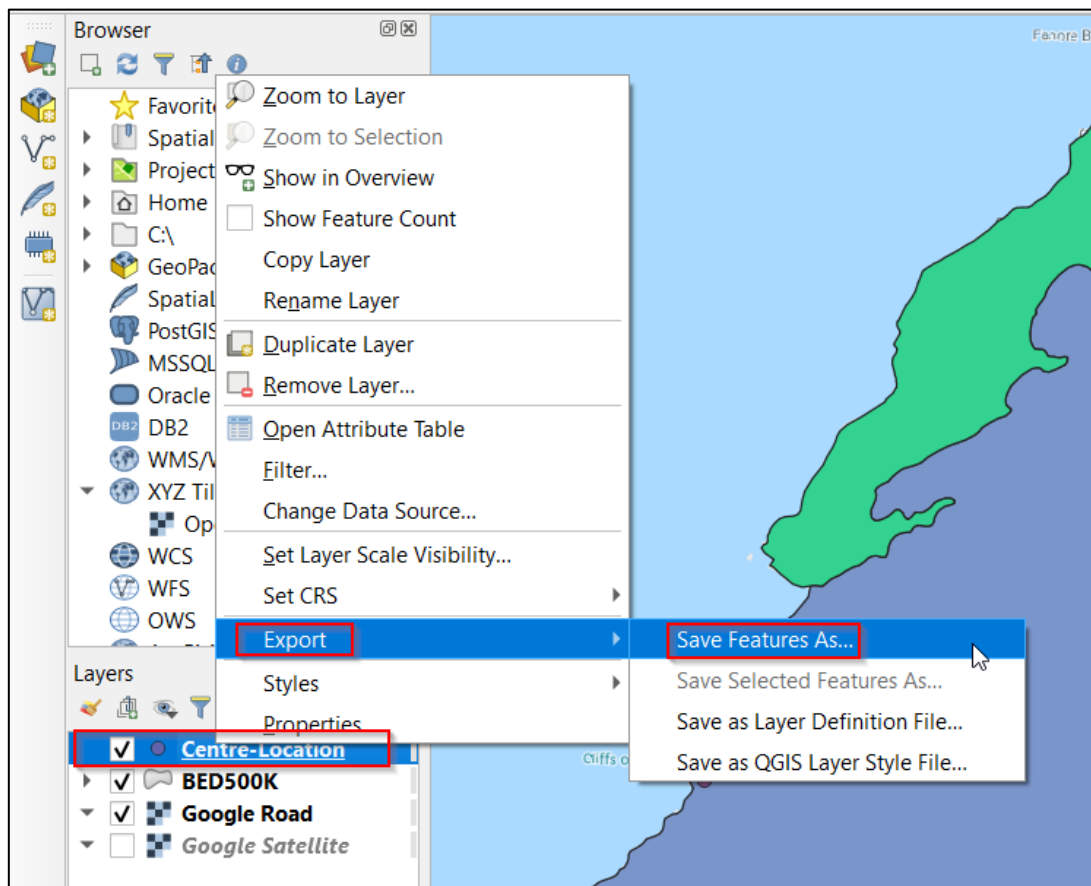 Browser
Favorit
Spatial
Project
Home
C:\
GeoPac
SpatiaL
PostGIS
MSSQL
Oracle
DB2 DB2
WMS/
XYZ Til
Ope
WCS
WFS
OWS
Zoom to Layer
Zoom to Selection
Show in Overview
Show Feature Count
Copy Layer
Rename Layer
Duplicate Layer
Remove Layer...
Open Attribute Table
Filter...
Change Data Source...
Set Layer Scale Visibility...
Set CRS
Export
Styles
Properties
Save Features As...
Save Selected Features As...
Save as Layer Definition File...
Save as QGIS Layer Style File...
Layers
Centre-Location
BED500K
Google Road
Google Satellite
Fanore B
Cliffs o